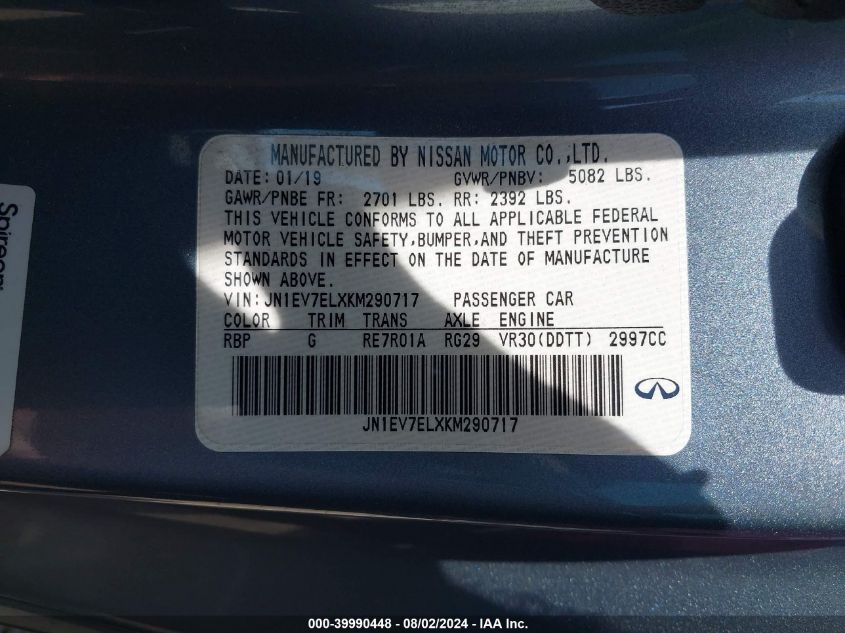 MANUFACTURED BY NISSAN MOTOR CO.,LTD.
DATE: 01/19 GVWR/PNBV: 5082 LBS.
GAWR/PNBE FR: 2701 LBS. RR: 2392 LBS.
THIS VEHICLE CONFORMS TO ALL APPLICABLE FEDERAL
MOTOR VEHICLE SAFETY,BUMPER,AND THEFT PREVENTION
STANDARDS IN EFFECT ON THE DATE OF MANUFACTURE
SHOWN ABOVE.
VIN:JN1EV7ELXKM290717 PASSENGER CAR
COLOR TRIM TRANS AXLE ENGINE
RBP G RE7R01A RG29 VR30(DDTT) 2997CC
JN1EV7ELXKM290717
Spireon
000-39990448 - 08/02/2024 - IAA Inc.